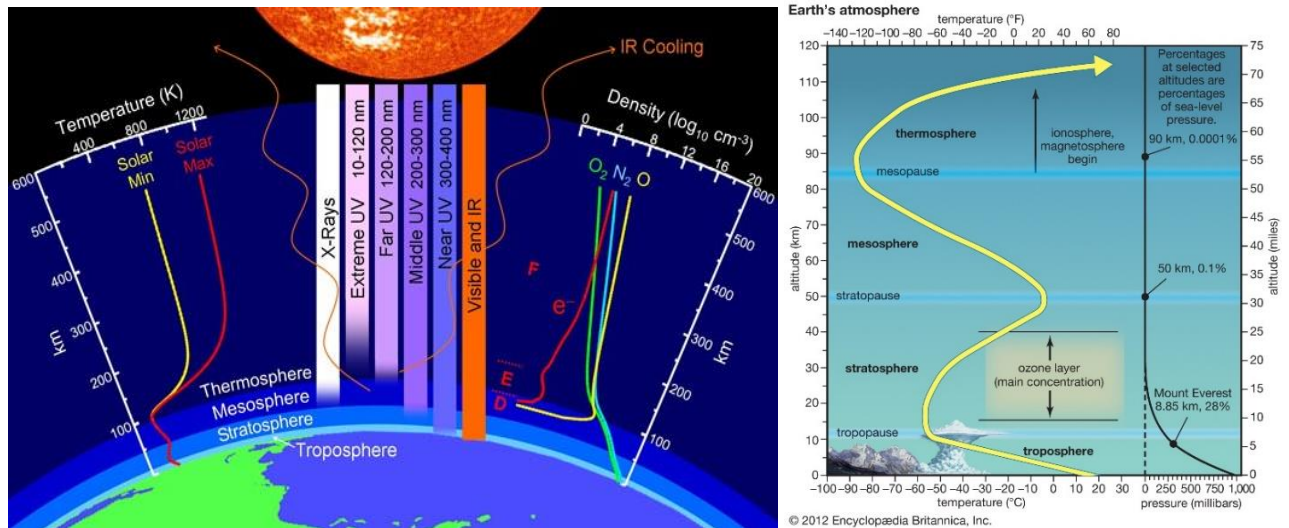 IR Cooling
Temperature (K)
400
800
1200
Solar
Min
Solar
Max
600
500
400
300
200
100
km
X-Rays
Extreme UV 10-120 nm
Far UV 120-200 nm
Middle UV 200-300 nm
Near UV 300-400 nm
Visible and IR
Density (log10 cm-3)
0
4
8
12
16
20
O2 N2 O
F
e-
E
D
600
500
400
300
200
100
km
Thermosphere
Mesosphere
Stratosphere
Troposphere
Earth's atmosphere
temperature (°F)
–140 –120 –100 –80 –60 –40 –20 0 20 40 60 80
120
110
100
90
80
70
60
50
40
30
20
10
0
altitude (km)
thermosphere
mesopause
mesosphere
stratopause
stratosphere
tropopause
troposphere
ionosphere,
magnetosphere
begin
ozone layer
(main concentration)
Percentages
at selected
altitudes are
percentages
of sea-level
pressure.
90 km, 0.0001%
50 km, 0.1%
Mount Everest
8.85 km, 28%
75
70
65
60
55
50
45
40
35
30
25
20
15
10
5
0
altitude (miles)
–100 –90 –80 –70 –60 –50 –40 –30 –20 –10 0 10 20 30
temperature (°C)
0 250 500 750 1,000
pressure (millibars)
© 2012 Encyclopædia Britannica, Inc.